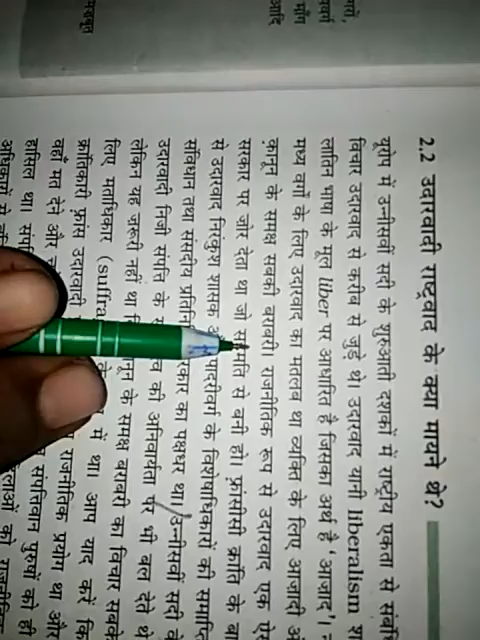 2.2 उदारवादी राष्ट्रवाद के क्या मायने थे?
यूरोप में उन्नीसवीं सदी के शुरुआती दशकों में राष्ट्रीय एकता से संबंधि
विचार उदारवाद से करीब से जुड़े थे। उदारवाद यानी liberalism श
लातिन भाषा के मूल liber पर आधारित है जिसका अर्थ है 'आज़ाद'।
मध्य वर्गों के लिए उदारवाद का मतलब था व्यक्ति के लिए आज़ादी औ
क़ानून के समक्ष सबकी बराबरी। राजनीतिक रूप से उदारवाद एक ऐस
सरकार पर ज़ोर देता था जो सहमति से बनी हो। फ़्रांसीसी क्रांति के बा
से उदारवाद निरंकुश शासक पादरीवर्ग के विशेषाधिकारों की समाप्ति
संविधान तथा संसदीय प्रतिनि सरकार का पक्षधर था। उन्नीसवीं सदी के
उदारवादी निजी संपत्ति के की अनिवार्यता पर भी बल देते थे
लेकिन यह ज़रूरी नहीं था के समक्ष बराबरी का विचार सबके
लिए मताधिकार (suffra में था। आप याद करें कि
क्रांतिकारी फ़्रांस उदारवादी राजनीतिक प्रयोग था और
वहाँ मत देने और संपत्तिवान पुरुषों को ही
हासिल था। को राजनीतिक